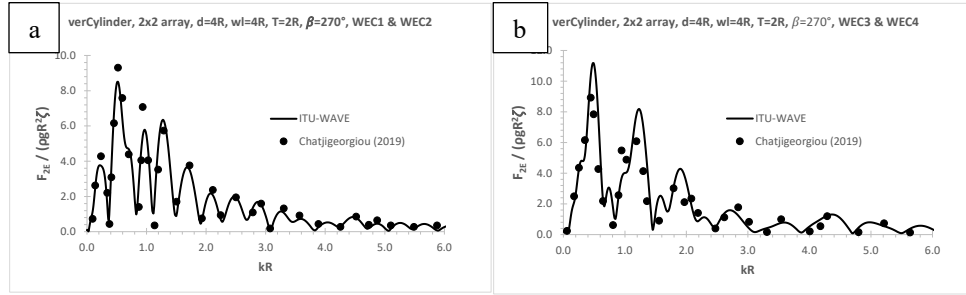 a
verCylinder, 2x2 array, d=4R, wl=4R, T=2R, β=270°, WEC1 & WEC2
10.0
8.0
6.0
4.0
2.0
0.0
F2E / (ρgR²ζ)
ITU-WAVE
Chatjigeorgiou (2019)
0.0 1.0 2.0 3.0 4.0 5.0 6.0
kR
b
verCylinder, 2x2 array, d=4R, wl=4R, T=2R, β=270°, WEC3 & WEC4
10.0
8.0
6.0
4.0
2.0
0.0
F2E / (ρgR²ζ)
ITU-WAVE
Chatjigeorgiou (2019)
0.0 1.0 2.0 3.0 4.0 5.0 6.0
kR